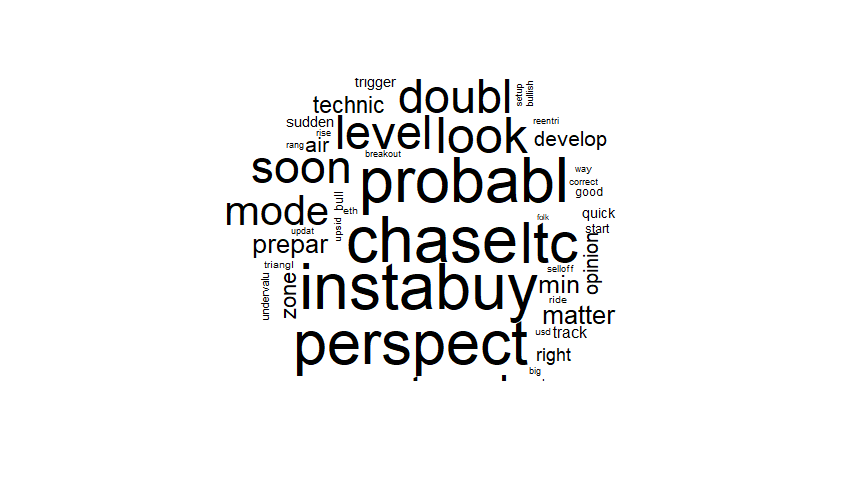 trigger
doubl
setup
bullish
technic
sudden
rise
level
look
reentri
develop
rang
air
breakout
soon
probabl
way
correct
good
mode
bull
eth
upsid
updat
folk
quick
start
prepar
chase
ltc
opinion
triangl
undervalu
zone
instabuy
selloff
min
ride
matter
perspect
usd
track
right
big